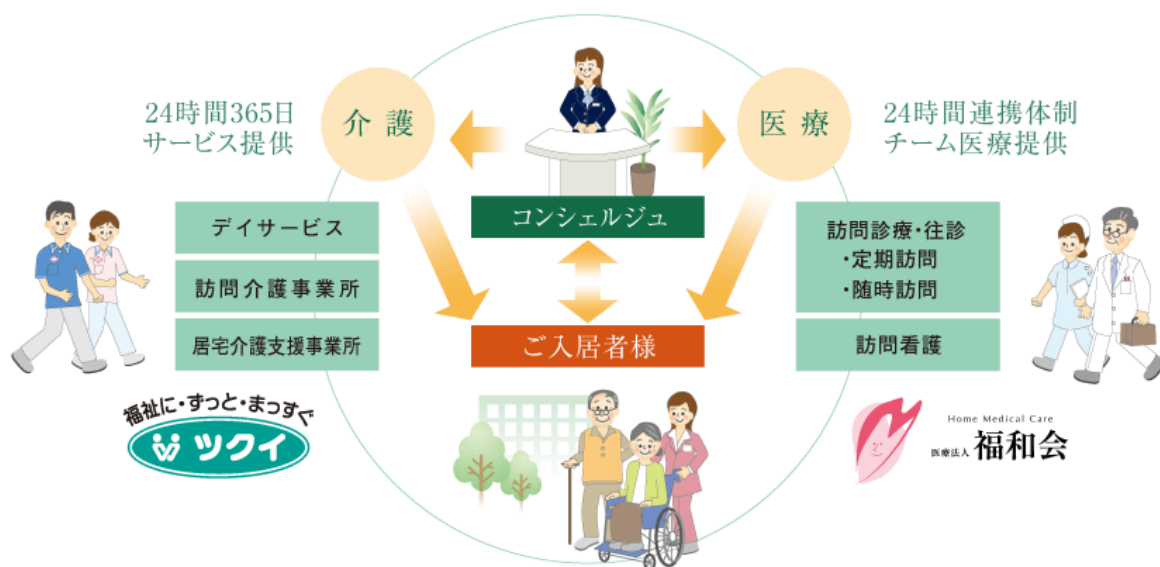 24時間365日
サービス提供
介護
デイサービス
訪問介護事業所
居宅介護支援事業所
福祉に・ずっと・まっすぐ
ツクイ
コンシェルジュ
ご入居者様
医療
24時間連携体制
チーム医療提供
訪問診療・往診
・定期訪問
・随時訪問
訪問看護
Home Medical Care
医療法人 福和会